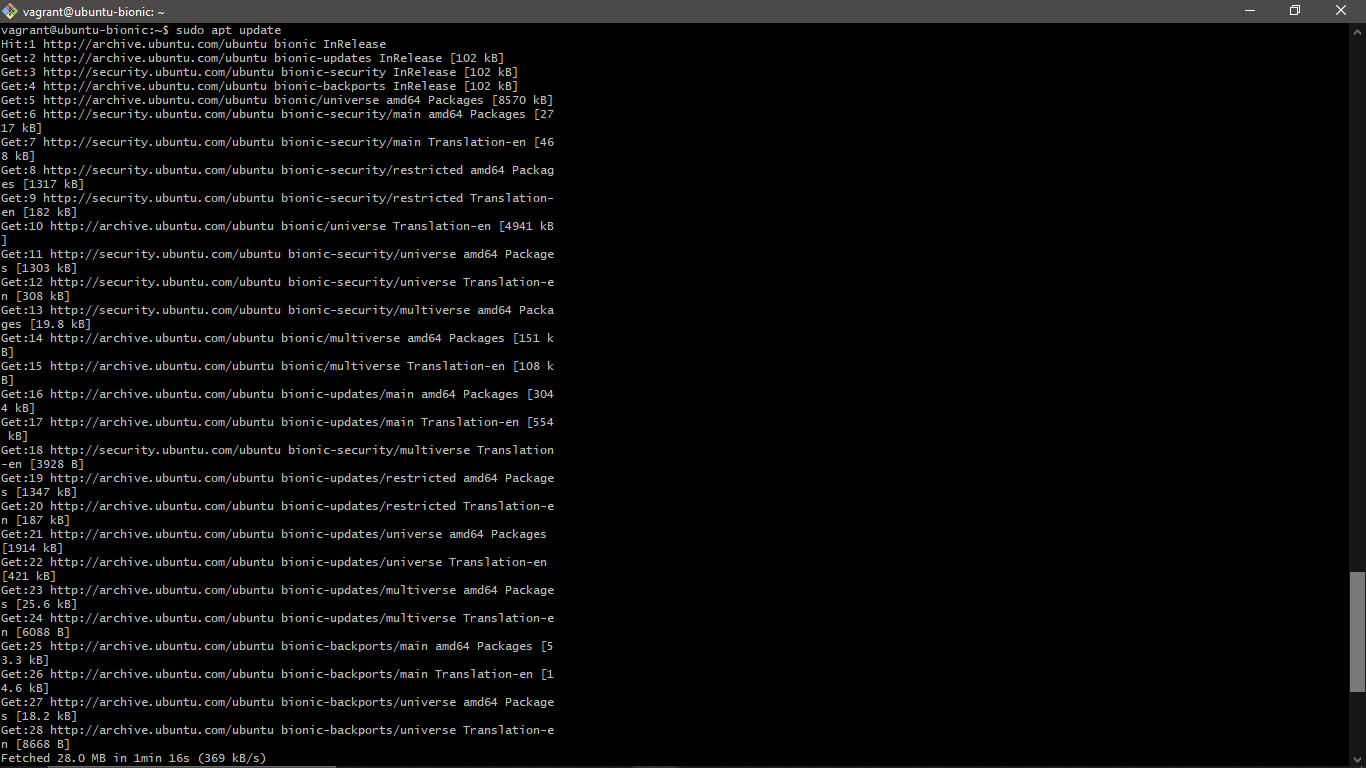 vagrant@ubuntu-bionic: ~
vagrant@ubuntu-bionic:~$ sudo apt update
Hit:1 http://archive.ubuntu.com/ubuntu bionic InRelease
Get:2 http://archive.ubuntu.com/ubuntu bionic-updates InRelease [102 kB]
Get:3 http://security.ubuntu.com/ubuntu bionic-security InRelease [102 kB]
Get:4 http://archive.ubuntu.com/ubuntu bionic-backports InRelease [102 kB]
Get:5 http://archive.ubuntu.com/ubuntu bionic/universe amd64 Packages [8570 kB]
Get:6 http://security.ubuntu.com/ubuntu bionic-security/main amd64 Packages [27
17 kB]
Get:7 http://security.ubuntu.com/ubuntu bionic-security/main Translation-en [46
8 kB]
Get:8 http://security.ubuntu.com/ubuntu bionic-security/restricted amd64 Packag
es [1317 kB]
Get:9 http://security.ubuntu.com/ubuntu bionic-security/restricted Translation-
en [182 kB]
Get:10 http://archive.ubuntu.com/ubuntu bionic/universe Translation-en [4941 kB
]
Get:11 http://security.ubuntu.com/ubuntu bionic-security/universe amd64 Package
s [1303 kB]
Get:12 http://security.ubuntu.com/ubuntu bionic-security/universe Translation-e
n [308 kB]
Get:13 http://security.ubuntu.com/ubuntu bionic-security/multiverse amd64 Packa
ges [19.8 kB]
Get:14 http://archive.ubuntu.com/ubuntu bionic/multiverse amd64 Packages [151 k
B]
Get:15 http://archive.ubuntu.com/ubuntu bionic/multiverse Translation-en [108 k
B]
Get:16 http://archive.ubuntu.com/ubuntu bionic-updates/main amd64 Packages [304
4 kB]
Get:17 http://archive.ubuntu.com/ubuntu bionic-updates/main Translation-en [554
 kB]
Get:18 http://security.ubuntu.com/ubuntu bionic-security/multiverse Translation
-en [3928 B]
Get:19 http://archive.ubuntu.com/ubuntu bionic-updates/restricted amd64 Package
s [1347 kB]
Get:20 http://archive.ubuntu.com/ubuntu bionic-updates/restricted Translation-e
n [187 kB]
Get:21 http://archive.ubuntu.com/ubuntu bionic-updates/universe amd64 Packages
[1914 kB]
Get:22 http://archive.ubuntu.com/ubuntu bionic-updates/universe Translation-en
[421 kB]
Get:23 http://archive.ubuntu.com/ubuntu bionic-updates/multiverse amd64 Package
s [25.6 kB]
Get:24 http://archive.ubuntu.com/ubuntu bionic-updates/multiverse Translation-e
n [6088 B]
Get:25 http://archive.ubuntu.com/ubuntu bionic-backports/main amd64 Packages [5
3.3 kB]
Get:26 http://archive.ubuntu.com/ubuntu bionic-backports/main Translation-en [1
4.6 kB]
Get:27 http://archive.ubuntu.com/ubuntu bionic-backports/universe amd64 Package
s [18.2 kB]
Get:28 http://archive.ubuntu.com/ubuntu bionic-backports/universe Translation-e
n [8668 B]
Fetched 28.0 MB in 1min 16s (369 kB/s)